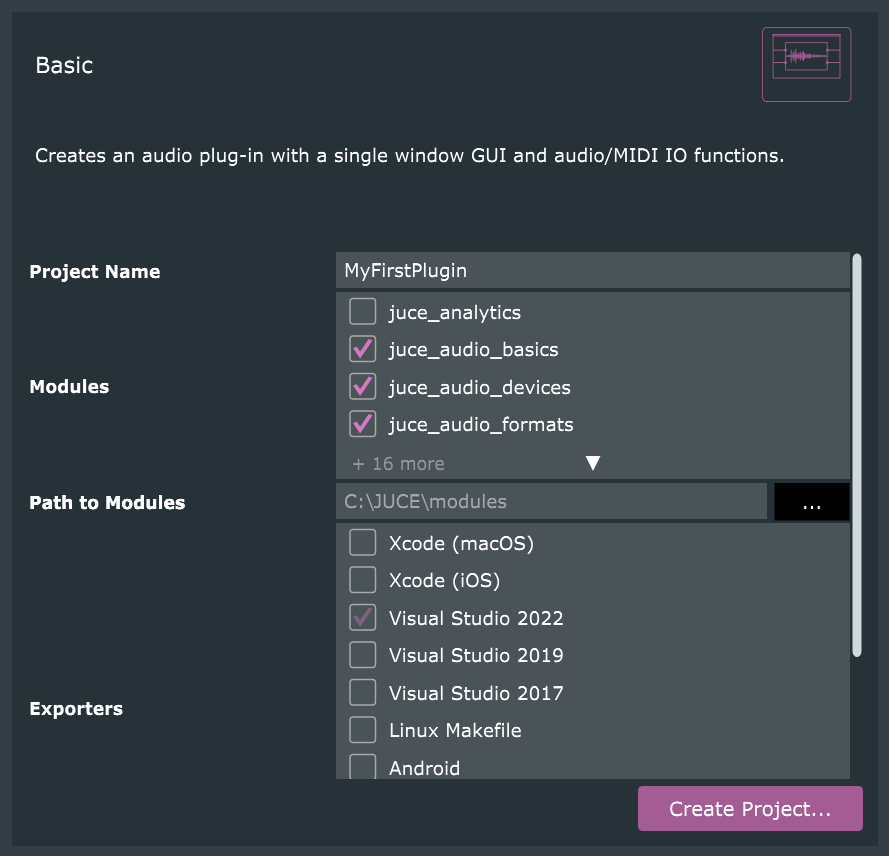 Basic
Creates an audio plug-in with a single window GUI and audio/MIDI IO functions.
Project Name
MyFirstPlugin
Modules
juce_analytics
juce_audio_basics
juce_audio_devices
juce_audio_formats
+ 16 more
Path to Modules
C:\JUCE\modules
...
Exporters
Xcode (macOS)
Xcode (iOS)
Visual Studio 2022
Visual Studio 2019
Visual Studio 2017
Linux Makefile
Android
Create Project...